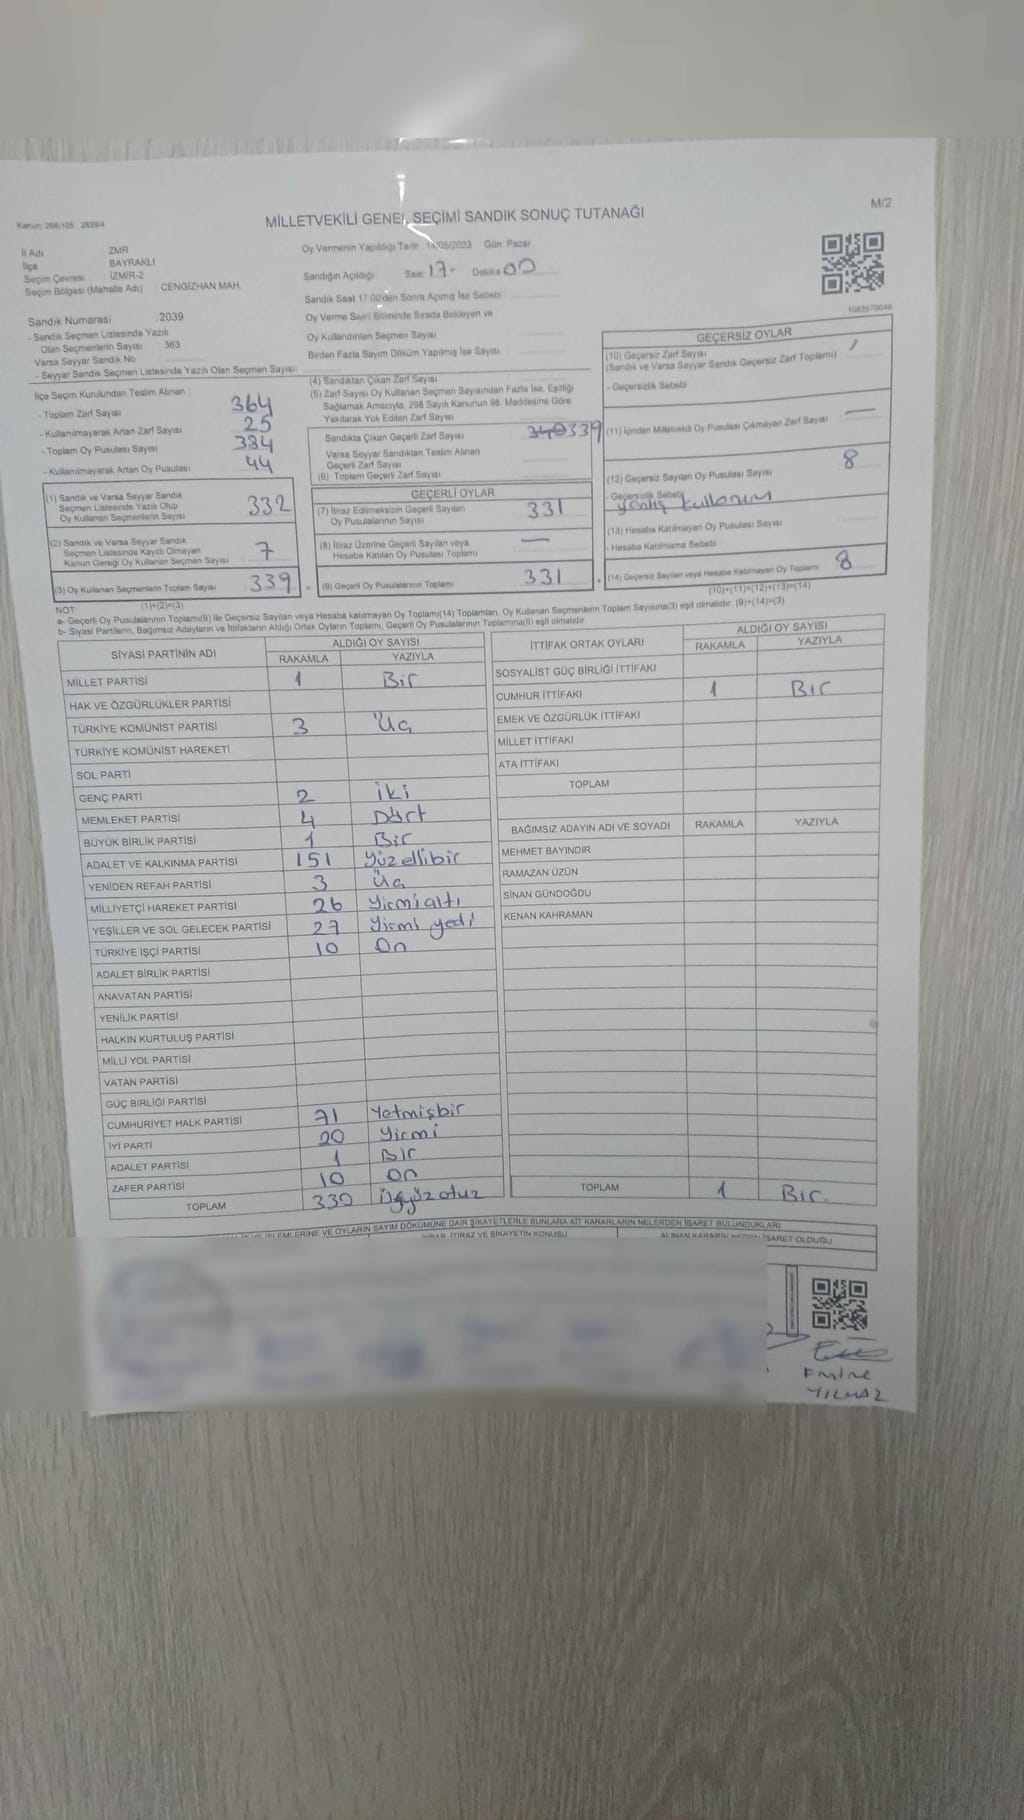 Kanun: 298/105, 2839/4
MİLLETVEKİLİ GENEL SEÇİMİ SANDIK SONUÇ TUTANAĞI
M/2
İl Adı ZMR
İlçe BAYRAKLI
Seçim Çevresi İZMİR-2
Seçim Bölgesi (Mahalle Adı) CENGİZHAN MAH.
Sandık Numarası :2039
- Sandık Seçmen Listesinde Yazılı
Olan Seçmenlerin Sayısı 363
Varsa Seyyar Sandık No
- Seyyar Sandık Seçmen Listesinde Yazılı Olan Seçmen Sayısı:
Oy Vermenin Yapıldığı Tarih : /05/2023 Gün: Pazar
Sandığın Açıldığı Saat 17- Dakika 00
Sandık Saat 17.00'den Sonra Açımış İse Sebebi
Oy Verme Saati Bitiminde Sırada Bekleyen ve
Oy Kullandırılan Seçmen Sayısı
Birden Fazla Sayım Döküm Yapılmış İse Sayısı
1083570046
İlçe Seçim Kurulundan Teslim Alınan:
- Toplam Zarf Sayısı 364
- Kullanılmayarak Artan Zarf Sayısı 25
- Toplam Oy Pusulası Sayısı 384
- Kullanılmayarak Artan Oy Pusulası 44
(1) Sandık ve Varsa Seyyar Sandık
Seçmen Listesinde Yazılı Olup
Oy Kullanan Seçmenlerin Sayısı 332
(2) Sandık ve Varsa Seyyar Sandık
Seçmen Listesinde Kayıtlı Olmayan
Kanun Gereği Oy Kullanan Seçmen Sayısı 7
(3) Oy Kullanan Seçmenlerin Toplam Sayısı 339
(1)+(2)=(3)
(4) Sandıktan Çıkan Zarf Sayısı
(5) Zarf Sayısı Oy Kullanan Seçmen Sayısından Fazla İse, Eşitliği
Sağlamak Amacıyla, 298 Sayılı Kanunun 98. Maddesine Göre
Yakılarak Yok Edilen Zarf Sayısı
Sandıkta Çıkan Geçerli Zarf Sayısı 340 339
Varsa Seyyar Sandıktan Teslim Alınan
Geçerli Zarf Sayısı
(6) Toplam Geçerli Zarf Sayısı
GEÇERLİ OYLAR
(7) İtiraz Edilmeksizin Geçerli Sayılan
Oy Pusulalarının Sayısı 331
(8) İtiraz Üzerine Geçerli Sayılan veya
Hesaba Katılan Oy Pusulası Toplamı —
(9) Geçerli Oy Pusulalarının Toplamı 331
GEÇERSİZ OYLAR
(10) Geçersiz Zarf Sayısı
(Sandık ve Varsa Seyyar Sandık Geçersiz Zarf Toplamı)
- Geçersizlik Sebebi
(11) İçinden Milletvekili Oy Pusulası Çıkmayan Zarf Sayısı —
(12) Geçersiz Sayılan Oy Pusulası Sayısı 8
- Geçersizlik Sebebi
yanlış kullanım
(13) Hesaba Katılmayan Oy Pusulası Sayısı
- Hesaba Katılmama Sebebi
(14) Geçersiz Sayılan veya Hesaba Katılmayan Oy Toplamı 8
(10)+(11)+(12)+(13)=(14)
NOT:
a- Geçerli Oy Pusulalarının Toplamı(9) ile Geçersiz Sayılan veya Hesaba katılmayan Oy Toplamı(14) Toplamları, Oy Kullanan Seçmenlerin Toplam Sayısına(3) eşit olmalıdır. (9)+(14)=(3)
b- Siyasi Partilerin, Bağımsız Adayların ve İttifakların Aldığı Ortak Oyların Toplamı, Geçerli Oy Pusulalarının Toplamına(9) eşit olmalıdır.
SİYASİ PARTİNİN ADI ALDIĞI OY SAYISI
RAKAMLA YAZIYLA
MİLLET PARTİSİ 1 Bir
HAK VE ÖZGÜRLÜKLER PARTİSİ
TÜRKİYE KOMÜNİST PARTİSİ 3 Üç
TÜRKİYE KOMÜNİST HAREKETİ
SOL PARTİ
GENÇ PARTİ 2 İki
MEMLEKET PARTİSİ 4 Dört
BÜYÜK BİRLİK PARTİSİ 1 Bir
ADALET VE KALKINMA PARTİSİ 151 Yüzellibir
YENİDEN REFAH PARTİSİ 3 Üç
MİLLİYETÇİ HAREKET PARTİSİ 26 Yirmialtı
YEŞİLLER VE SOL GELECEK PARTİSİ 27 Yirmi yedi
TÜRKİYE İŞÇİ PARTİSİ 10 On
ADALET BİRLİK PARTİSİ
ANAVATAN PARTİSİ
YENİLİK PARTİSİ
HALKIN KURTULUŞ PARTİSİ
MİLLİ YOL PARTİSİ
VATAN PARTİSİ
GÜÇ BİRLİĞİ PARTİSİ
CUMHURİYET HALK PARTİSİ 71 Yetmişbir
İYİ PARTİ 20 Yirmi
ADALET PARTİSİ 1 Bir
ZAFER PARTİSİ 10 On
TOPLAM 330 Üçyüzotuz
İTTİFAK ORTAK OYLARI ALDIĞI OY SAYISI
RAKAMLA YAZIYLA
SOSYALİST GÜÇ BİRLİĞİ İTTİFAKI
CUMHUR İTTİFAKI 1 Bir
EMEK VE ÖZGÜRLÜK İTTİFAKI
MİLLET İTTİFAKI
ATA İTTİFAKI
TOPLAM
BAĞIMSIZ ADAYIN ADI VE SOYADI RAKAMLA YAZIYLA
MEHMET BAYINDIR
RAMAZAN ÜZÜN
SİNAN GÜNDOĞDU
KENAN KAHRAMAN
TOPLAM 1 Bir.
İŞLEMLERİNE VE OYLARIN SAYIM DÖKÜMÜNE DAİR ŞİKAYETLERLE BUNLARA AİT KARARLARIN NELERDEN İBARET BULUNDUKLARI
İTİRAZ VE ŞİKAYETİN KONUSU
ALINAN KARARIN NEDEN İBARET OLDUĞU
Emine
YILMAZ